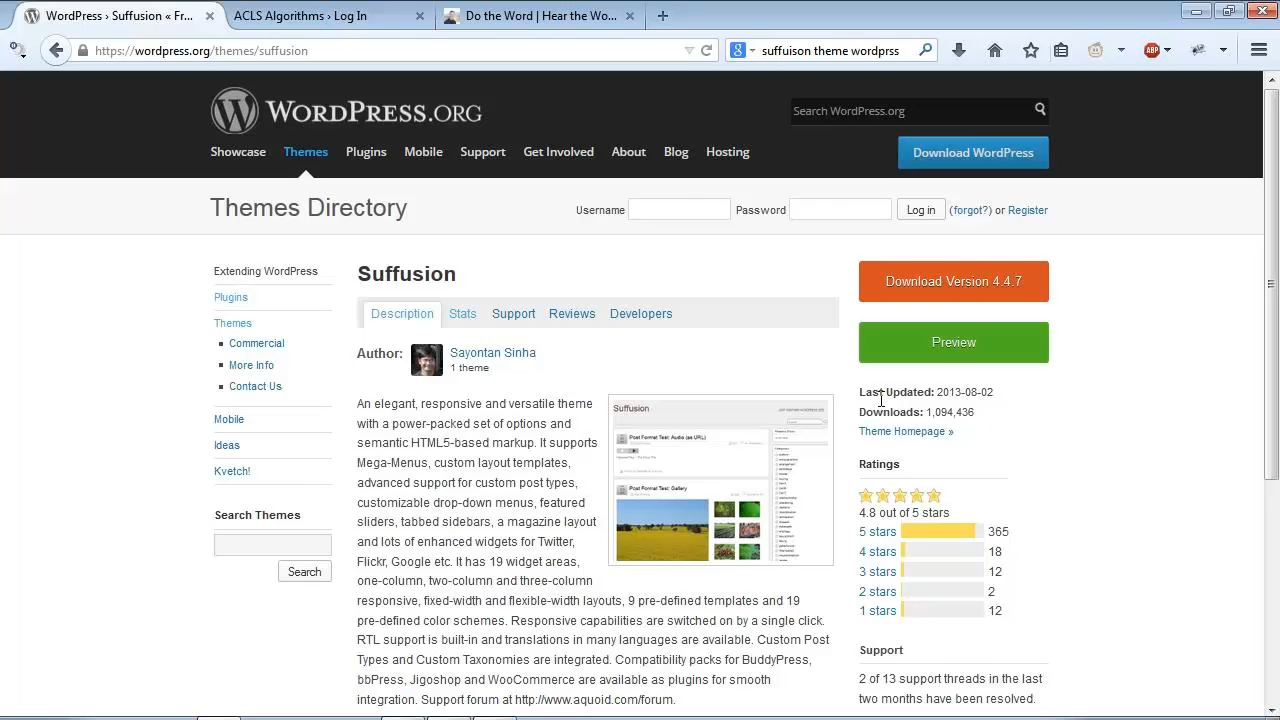 WordPress › Suffusion « Fr...
ACLS Algorithms › Log In
Do the Word | Hear the Wo...
https://wordpress.org/themes/suffusion
suffuison theme wordprss
ABP
WORDPRESS.ORG
Search WordPress.org
Showcase Themes Plugins Mobile Support Get Involved About Blog Hosting
Download WordPress
Themes Directory
Username Password Log in (forgot?) or Register
Extending WordPress
Plugins
Themes
Commercial
More Info
Contact Us
Mobile
Ideas
Kvetch!
Search Themes
Search
Suffusion
Description Stats Support Reviews Developers
Author: Sayontan Sinha
1 theme
An elegant, responsive and versatile theme
with a power-packed set of options and
semantic HTML5-based markup. It supports
Mega-Menus, custom layout templates,
advanced support for custom post types,
customizable drop-down menus, featured
sliders, tabbed sidebars, a magazine layout
and lots of enhanced widgets for Twitter,
Flickr, Google etc. It has 19 widget areas,
one-column, two-column and three-column
responsive, fixed-width and flexible-width layouts, 9 pre-defined templates and 19
pre-defined color schemes. Responsive capabilities are switched on by a single click.
RTL support is built-in and translations in many languages are available. Custom Post
Types and Custom Taxonomies are integrated. Compatibility packs for BuddyPress,
bbPress, Jigoshop and WooCommerce are available as plugins for smooth
integration. Support forum at http://www.aquoid.com/forum.
Suffusion
Post Format Test: Audio (as URL)
Post Format Test: Gallery
Download Version 4.4.7
Preview
Last Updated: 2013-08-02
Downloads: 1,094,436
Theme Homepage »
Ratings
4.8 out of 5 stars
5 stars 365
4 stars 18
3 stars 12
2 stars 2
1 stars 12
Support
2 of 13 support threads in the last
two months have been resolved.